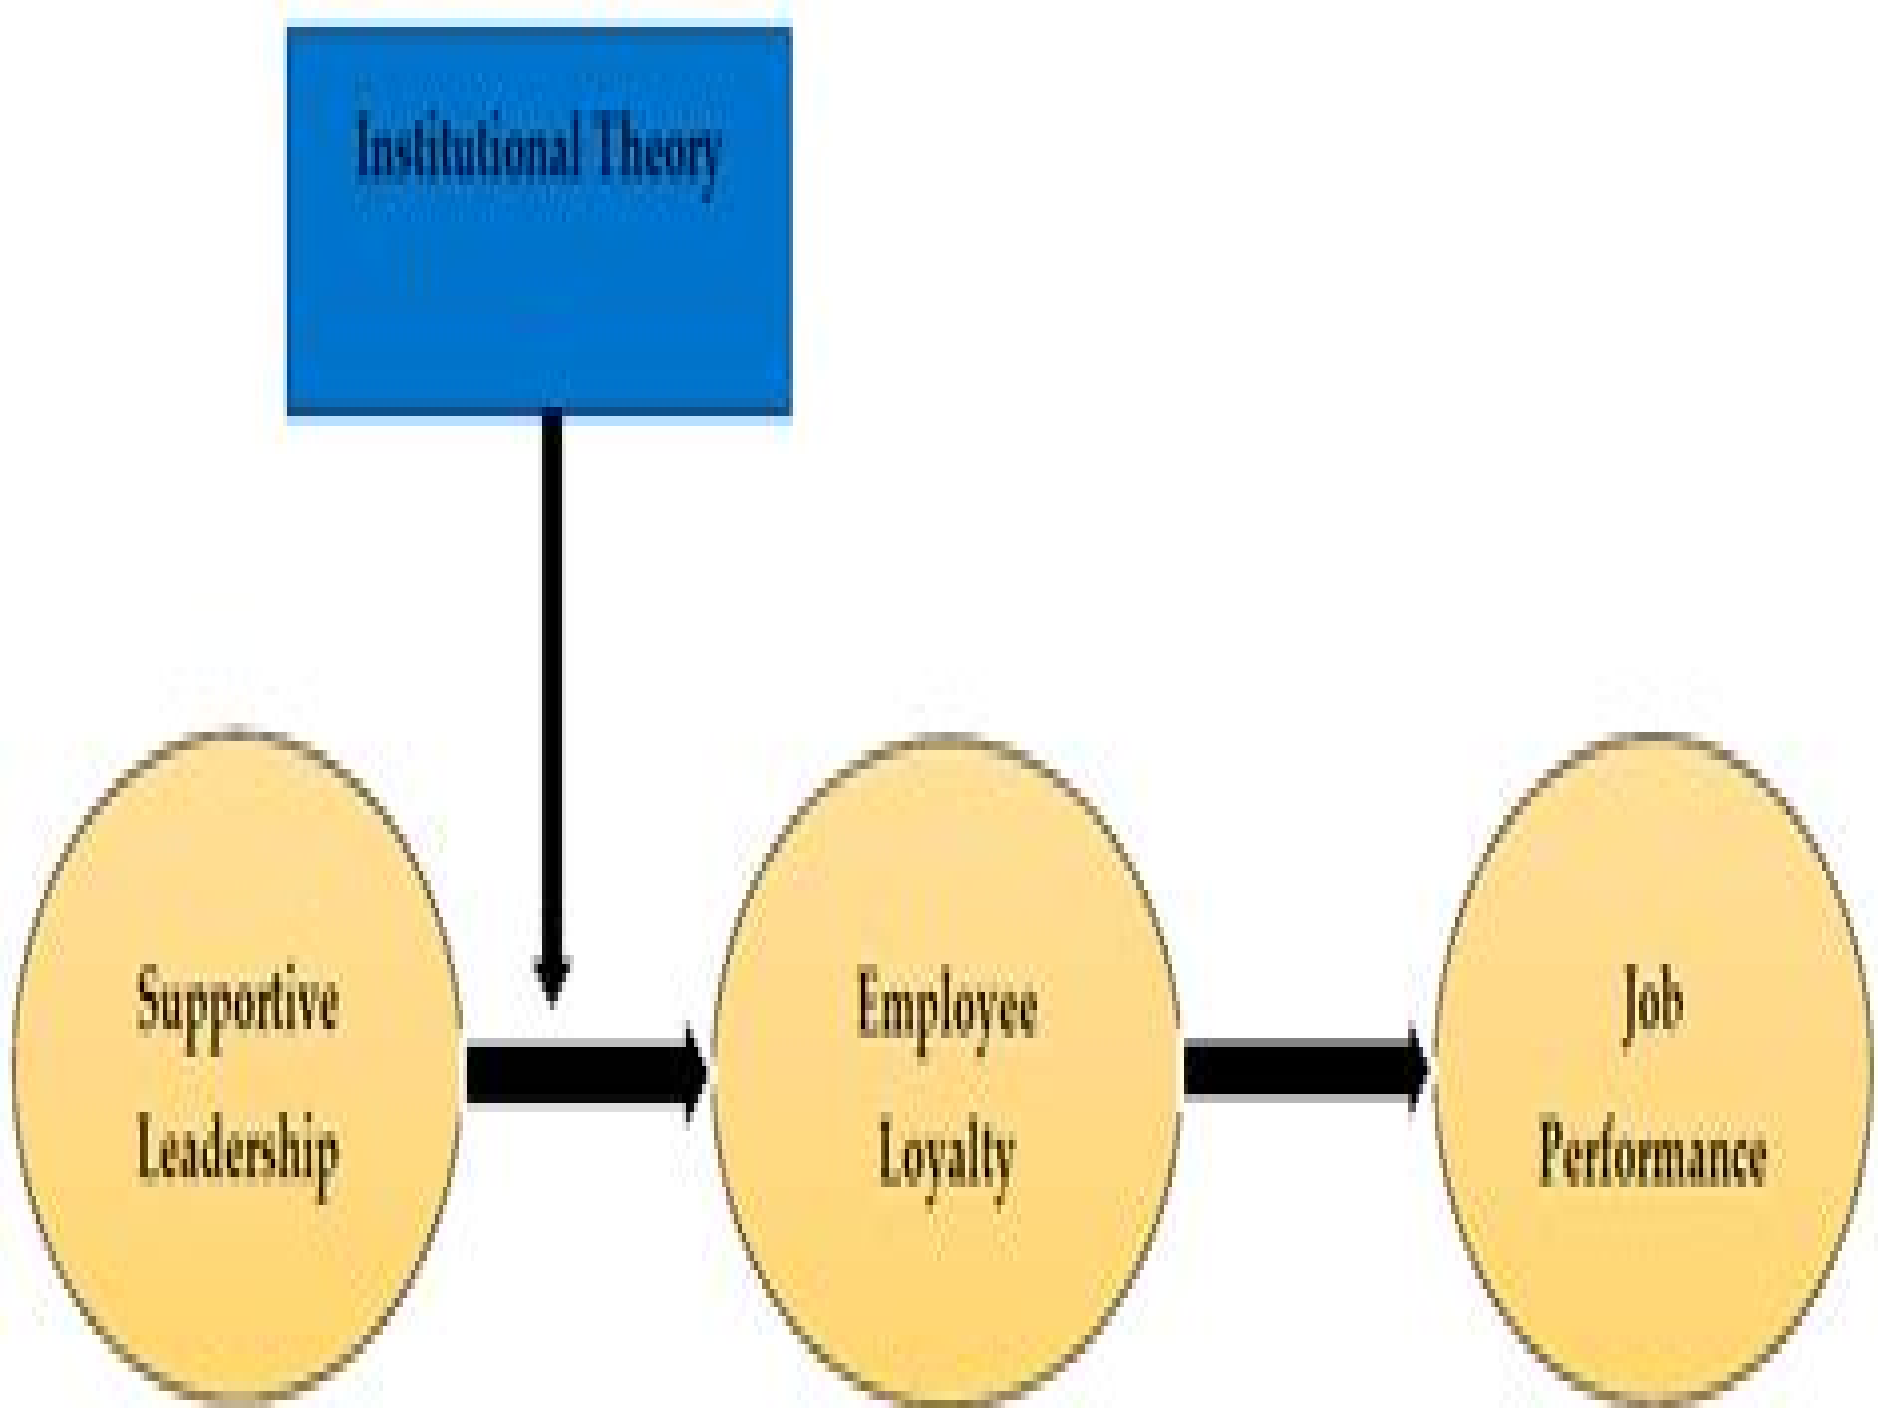 Institutional Theory
Supportive
Leadership
Employee
Loyalty
Job
Performance